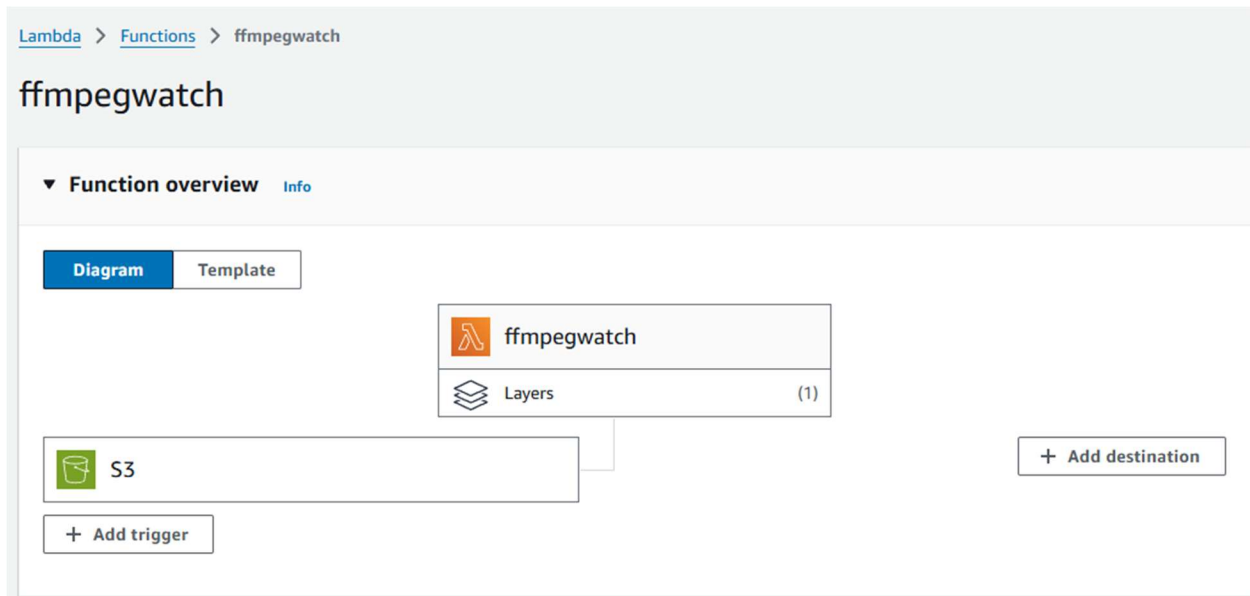 Lambda > Functions > ffmpegwatch
ffmpegwatch
Function overview Info
Diagram Template
ffmpegwatch
Layers (1)
S3
+ Add destination
+ Add trigger